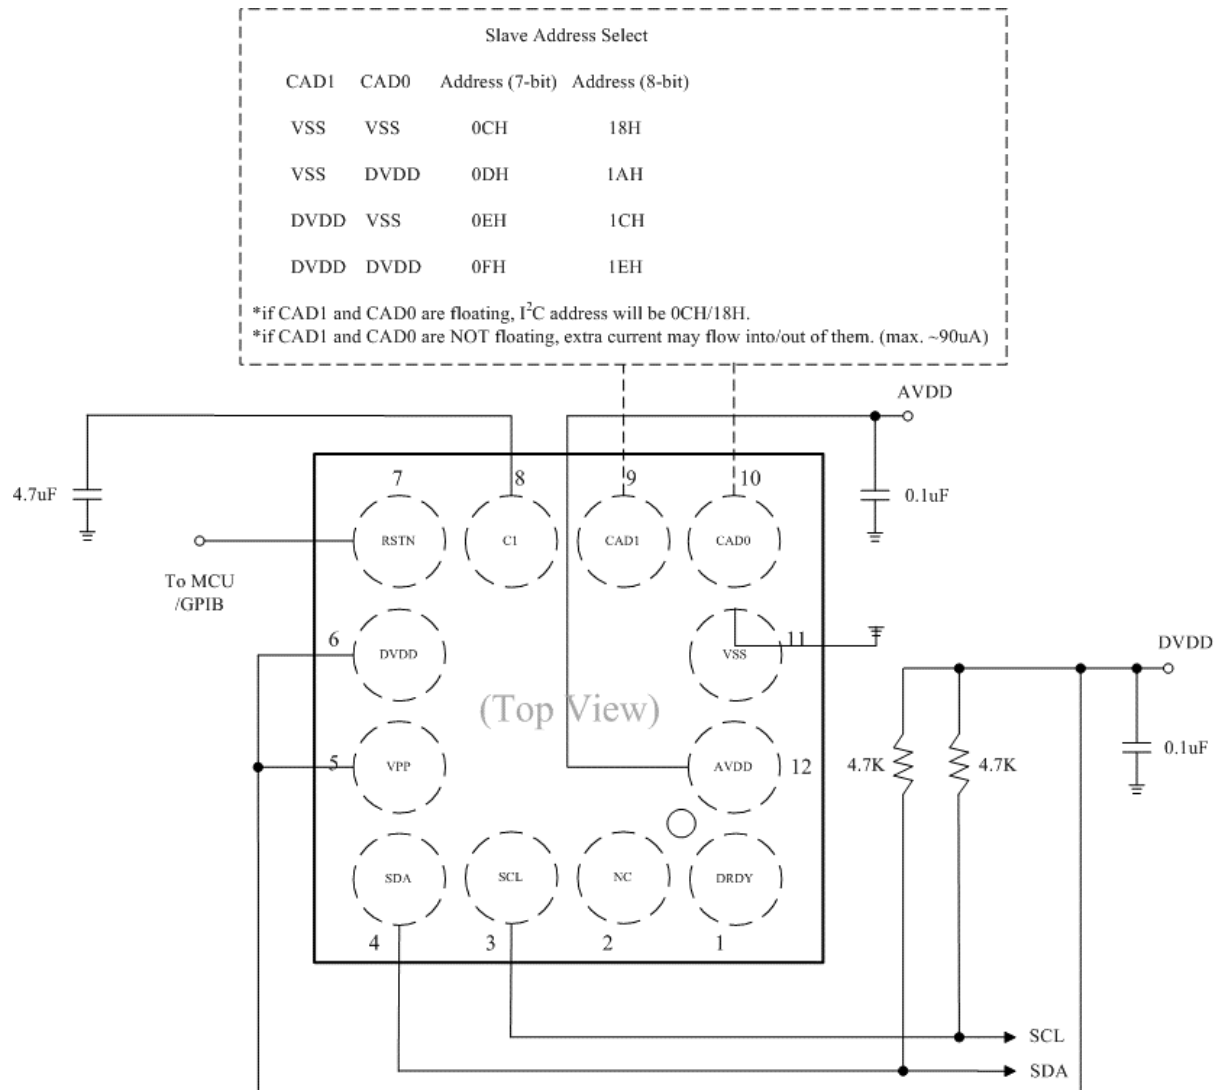 Slave Address Select
CAD1 CAD0 Address (7-bit) Address (8-bit)
VSS VSS 0CH 18H
VSS DVDD 0DH 1AH
DVDD VSS 0EH 1CH
DVDD DVDD 0FH 1EH
*if CAD1 and CAD0 are floating, I²C address will be 0CH/18H.
*if CAD1 and CAD0 are NOT floating, extra current may flow into/out of them. (max. ~90uA)
AVDD
4.7uF
0.1uF
7 8 9 10
RSTN C1 CAD1 CAD0
To MCU
/GPIB
6 DVDD VSS 11
DVDD
(Top View)
5 VPP AVDD 12
4.7K 4.7K 0.1uF
SDA SCL NC DRDY
4 3 2 1
SCL
SDA